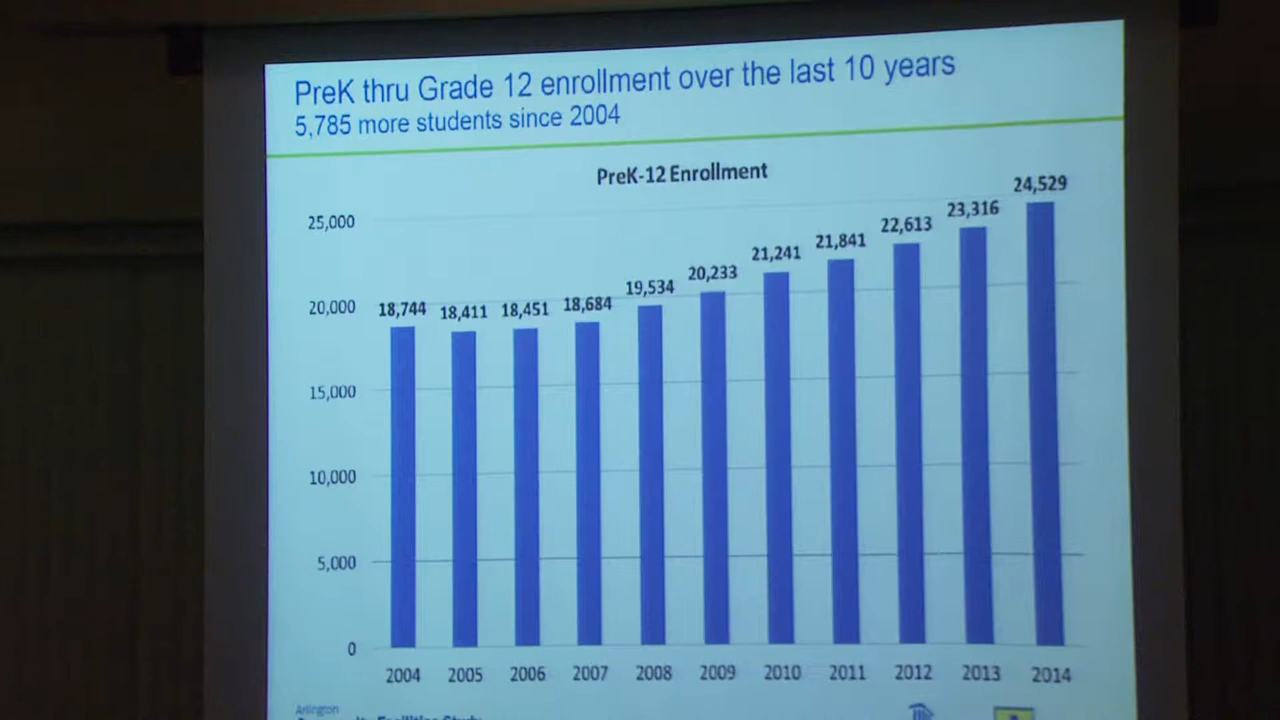 PreK thru Grade 12 enrollment over the last 10 years
5,785 more students since 2004
PreK-12 Enrollment
25,000
20,000
15,000
10,000
5,000
0
18,744 18,411 18,451 18,684 19,534 20,233 21,241 21,841 22,613 23,316 24,529
2004 2005 2006 2007 2008 2009 2010 2011 2012 2013 2014
Arlington
Facilities Study